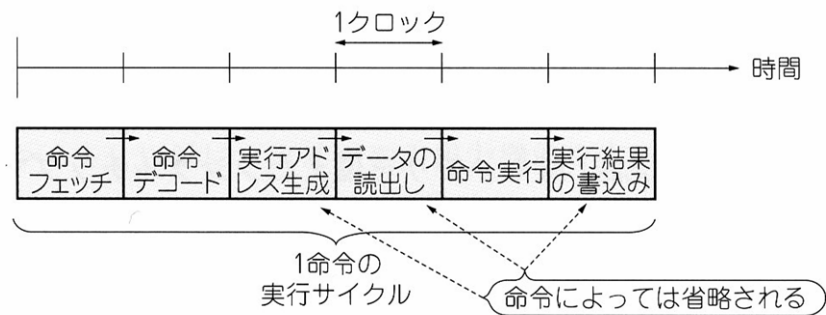 1クロック
時間
命令
フェッチ
命令
デコード
実行アド
レス生成
データの
読出し
命令実行
実行結果
の書込み
1命令の
実行サイクル
命令によっては省略される